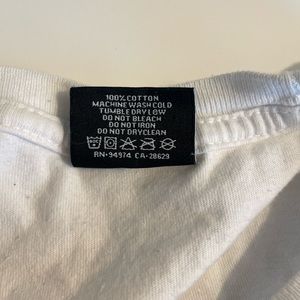 100% COTTON
MACHINE WASH COLD
TUMBLE DRY LOW
DO NOT BLEACH
DO NOT IRON
DO NOT DRYCLEAN
RN-94974 CA-28629